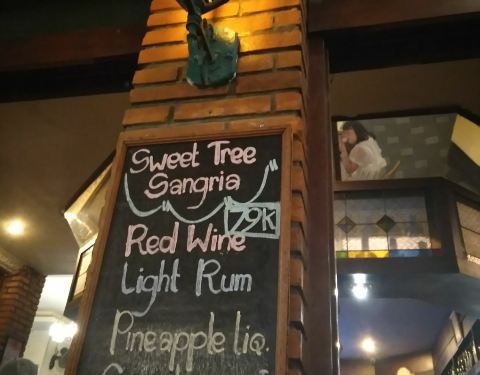 Sweet Tree
Sangria
79K
Red Wine
Light Rum
Pineapple liq.